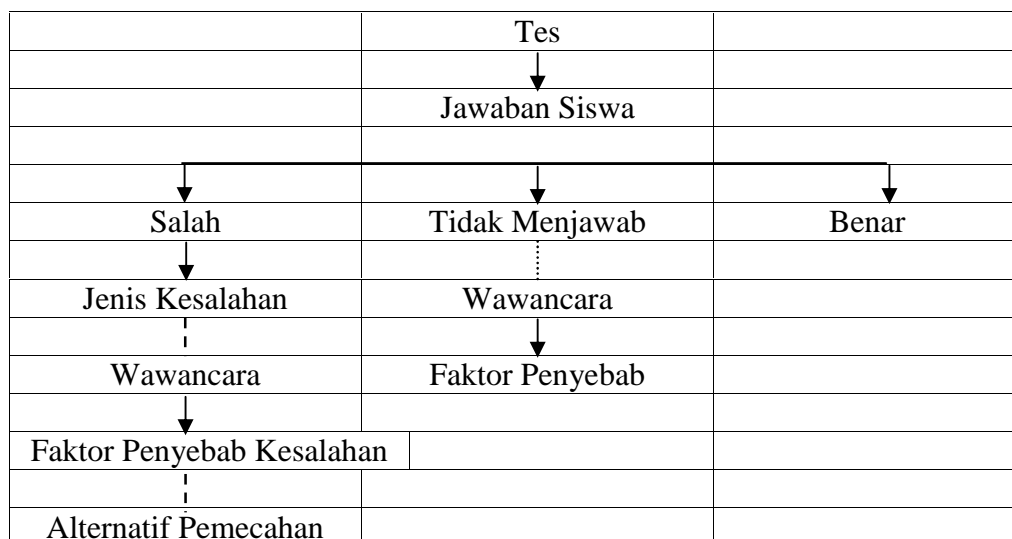 Tes
Jawaban Siswa
Salah Tidak Menjawab Benar
Jenis Kesalahan Wawancara
Wawancara Faktor Penyebab
Faktor Penyebab Kesalahan
Alternatif Pemecahan